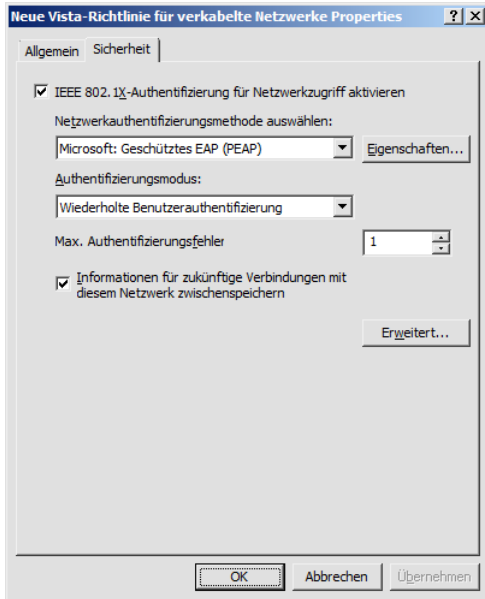 Neue Vista-Richtlinie für verkabelte Netzwerke Properties
Allgemein Sicherheit
IEEE 802.1X-Authentifizierung für Netzwerkzugriff aktivieren
Netzwerkauthentifizierungsmethode auswählen:
Microsoft: Geschütztes EAP (PEAP) Eigenschaften...
Authentifizierungsmodus:
Wiederholte Benutzerauthentifizierung
Max. Authentifizierungsfehler 1
Informationen für zukünftige Verbindungen mit
diesem Netzwerk zwischenspeichern
Erweitert...
OK Abbrechen Übernehmen